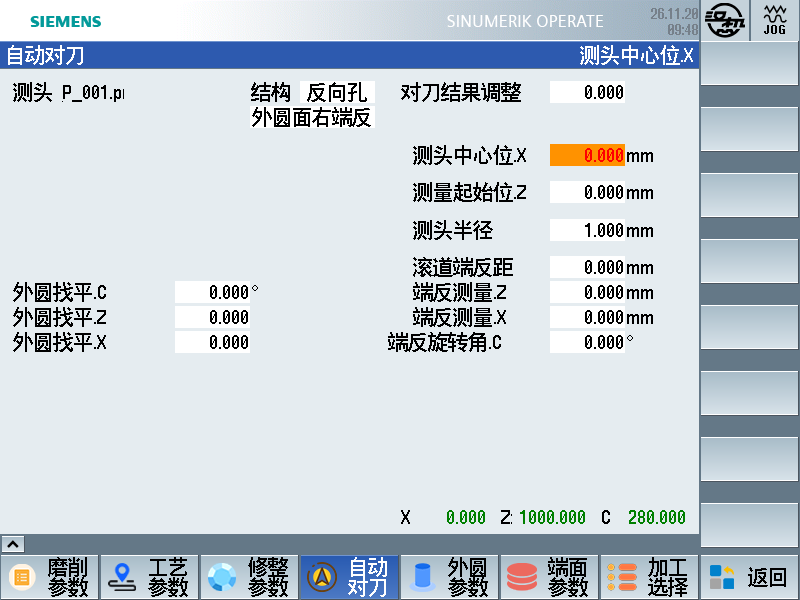 SIEMENS
SINUMERIK OPERATE
26.11.20
09:48
汉机
JOG
自动对刀
测头中心位.X
测头 P_001.p
结构 反向孔
对刀结果调整 0.000
外圆面右端反
测头中心位.X 0.000 mm
测量起始位.Z 0.000 mm
测头半径 1.000 mm
滚道端反距 0.000 mm
外圆找平.C 0.000 °
端反测量.Z 0.000 mm
外圆找平.Z 0.000
端反测量.X 0.000 mm
外圆找平.X 0.000
端反旋转角.C 0.000 °
X 0.000 Z: 1000.000 C 280.000
磨削
参数
工艺
参数
修整
参数
自动
对刀
外圆
参数
端面
参数
加工
选择
返回